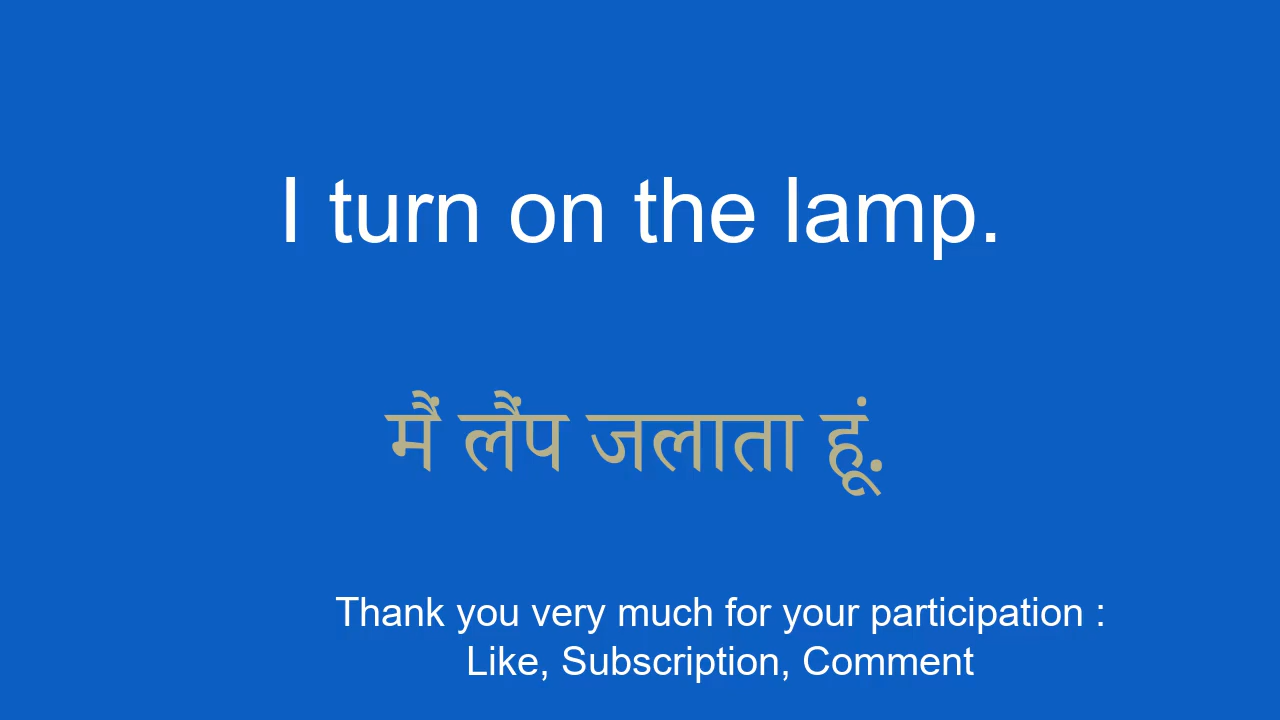 I turn on the lamp.
मैं लैंप जलाता हूं.
Thank you very much for your participation :
Like, Subscription, Comment